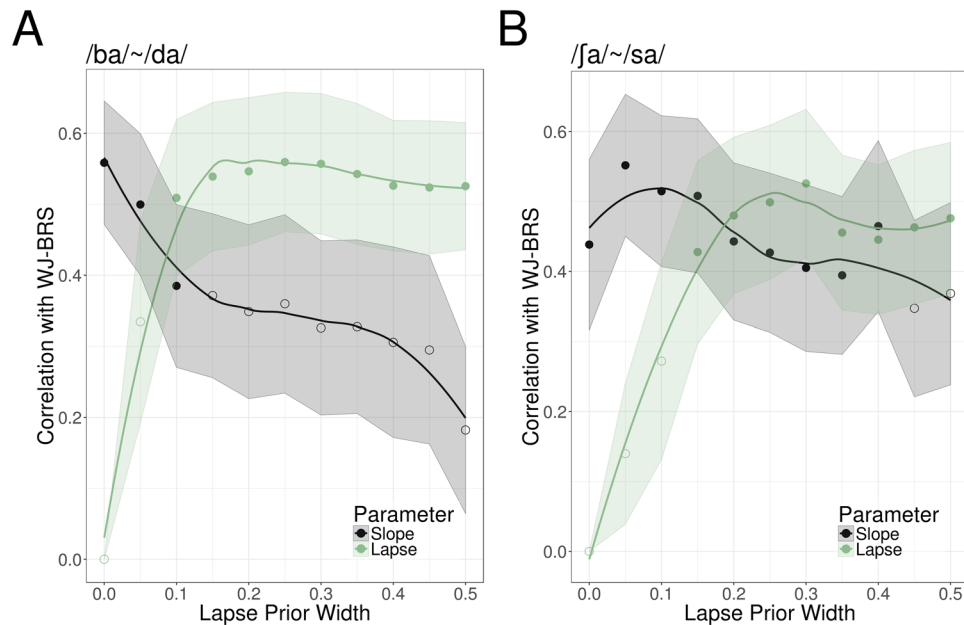 A
/ba/~/da/
Correlation with WJ-BRS
0.6
0.4
0.2
0.0
Parameter
Slope
Lapse
0.0 0.1 0.2 0.3 0.4 0.5
Lapse Prior Width
B
/ʃa/~/sa/
Correlation with WJ-BRS
0.6
0.4
0.2
0.0
Parameter
Slope
Lapse
0.0 0.1 0.2 0.3 0.4 0.5
Lapse Prior Width